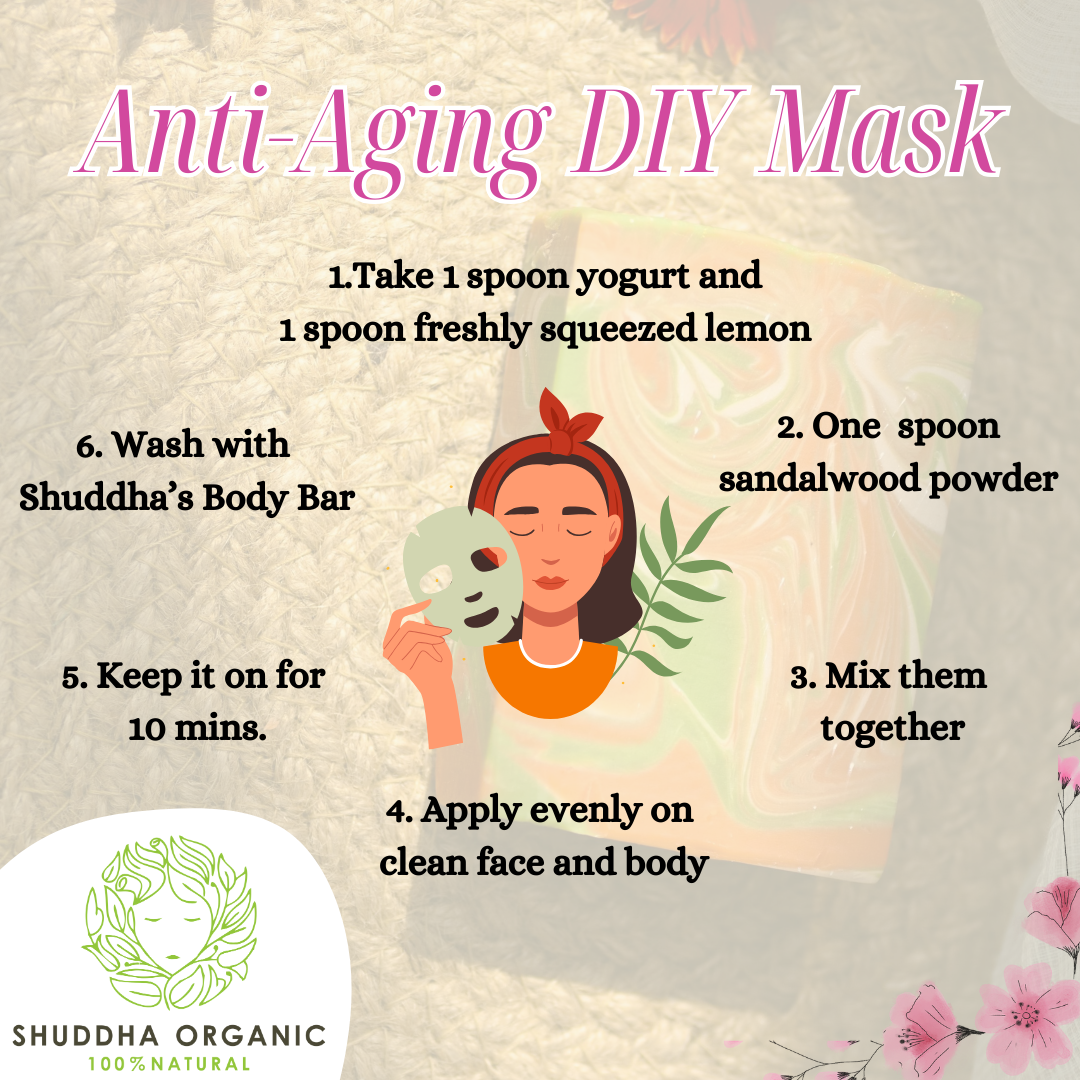 Anti-Aging DIY Mask
1.Take 1 spoon yogurt and
1 spoon freshly squeezed lemon
2. One  spoon
sandalwood powder
3. Mix them
together
4. Apply evenly on
clean face and body
5. Keep it on for
10 mins.
6. Wash with
Shuddha’s Body Bar
SHUDDHA ORGANIC
100%NATURAL